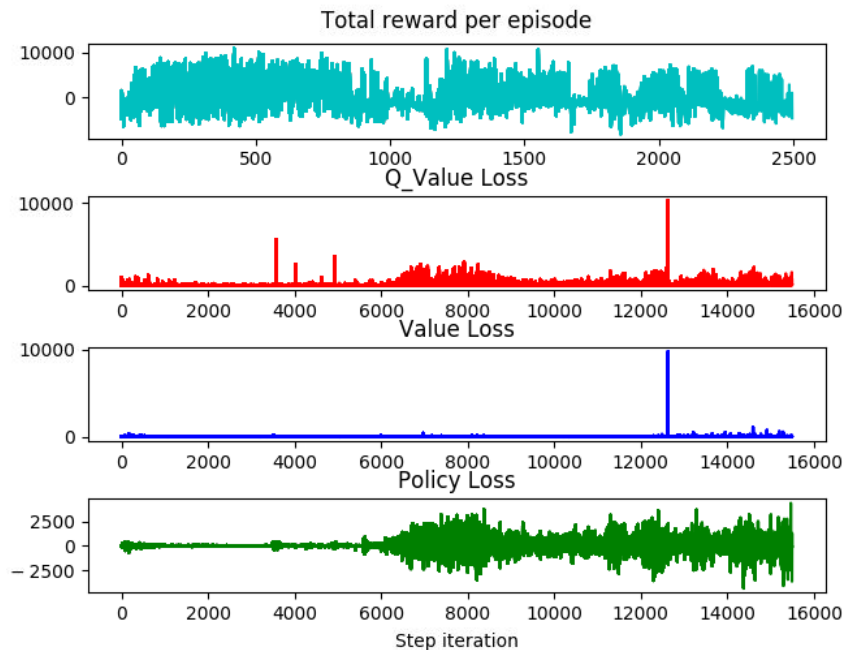 Total reward per episode
10000
0
0 500 1000 1500 2000 2500
Q_Value Loss
10000
0
0 2000 4000 6000 8000 10000 12000 14000 16000
Value Loss
10000
0
0 2000 4000 6000 8000 10000 12000 14000 16000
Policy Loss
2500
0
−2500
0 2000 4000 6000 8000 10000 12000 14000 16000
Step iteration